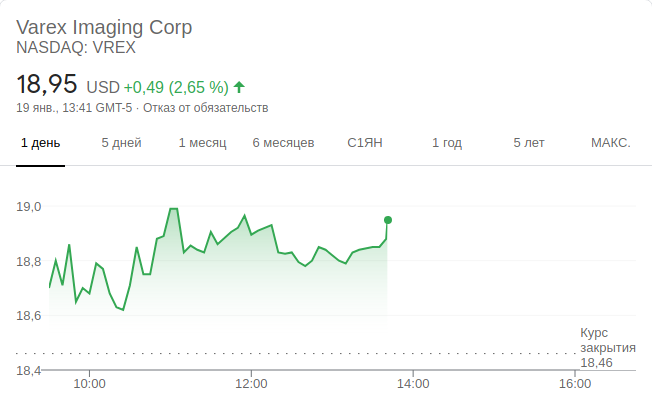 Varex Imaging Corp
NASDAQ: VREX
18,95 USD +0,49 (2,65 %)
19 янв., 13:41 GMT-5 · Отказ от обязательств
1 день 5 дней 1 месяц 6 месяцев С1ЯН 1 год 5 лет МАКС.
19,0
18,8
18,6
Курс
закрытия
18,46
18,4
10:00 12:00 14:00 16:00